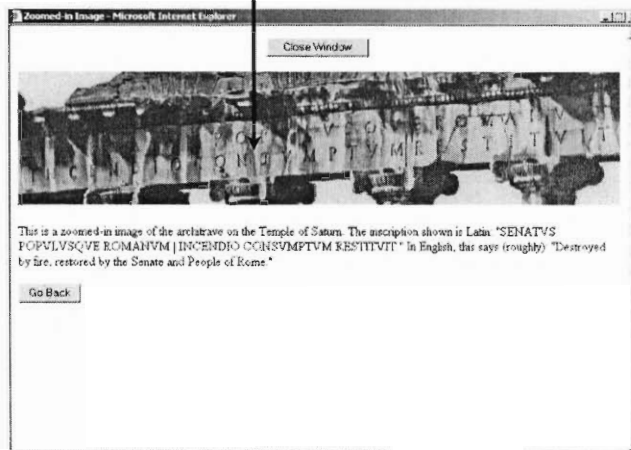 Zoomed-in Image - Microsoft Internet Explorer
Close Window
CONSVMPTVM RESTITVIT
This is a zoomed-in image of the architrave on the Temple of Saturn. The inscription shown is Latin: "SENATVS
POPVLVSQVE ROMANVM | INCENDIO CONSVMPTVM RESTITVIT." In English, this says (roughly): "Destroyed
by fire, restored by the Senate and People of Rome."
Go Back